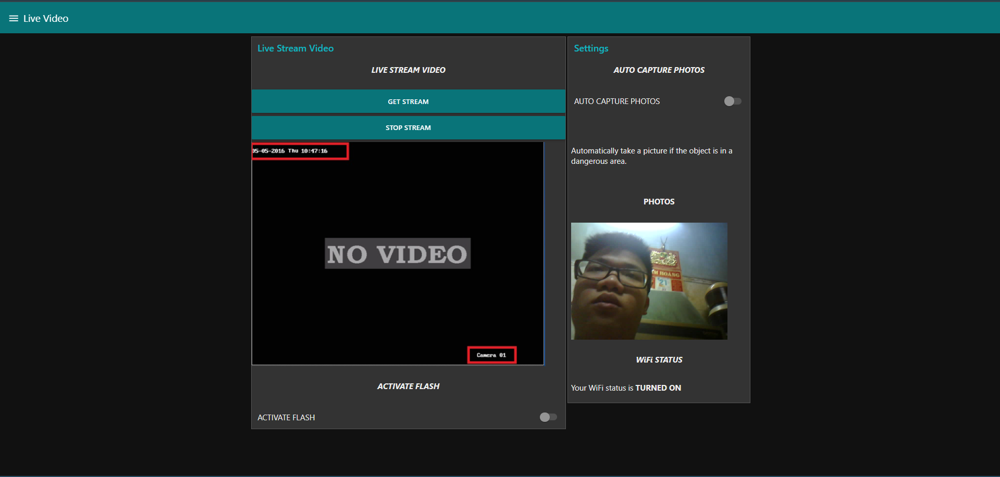 Live Video
Live Stream Video
LIVE STREAM VIDEO
GET STREAM
STOP STREAM
05-05-2016 Thu 10:47:16
NO VIDEO
Camera 01
ACTIVATE FLASH
ACTIVATE FLASH
Settings
AUTO CAPTURE PHOTOS
AUTO CAPTURE PHOTOS
Automatically take a picture if the object is in a
dangerous area.
PHOTOS
HOANG
21
WiFi STATUS
Your WiFi status is TURNED ON